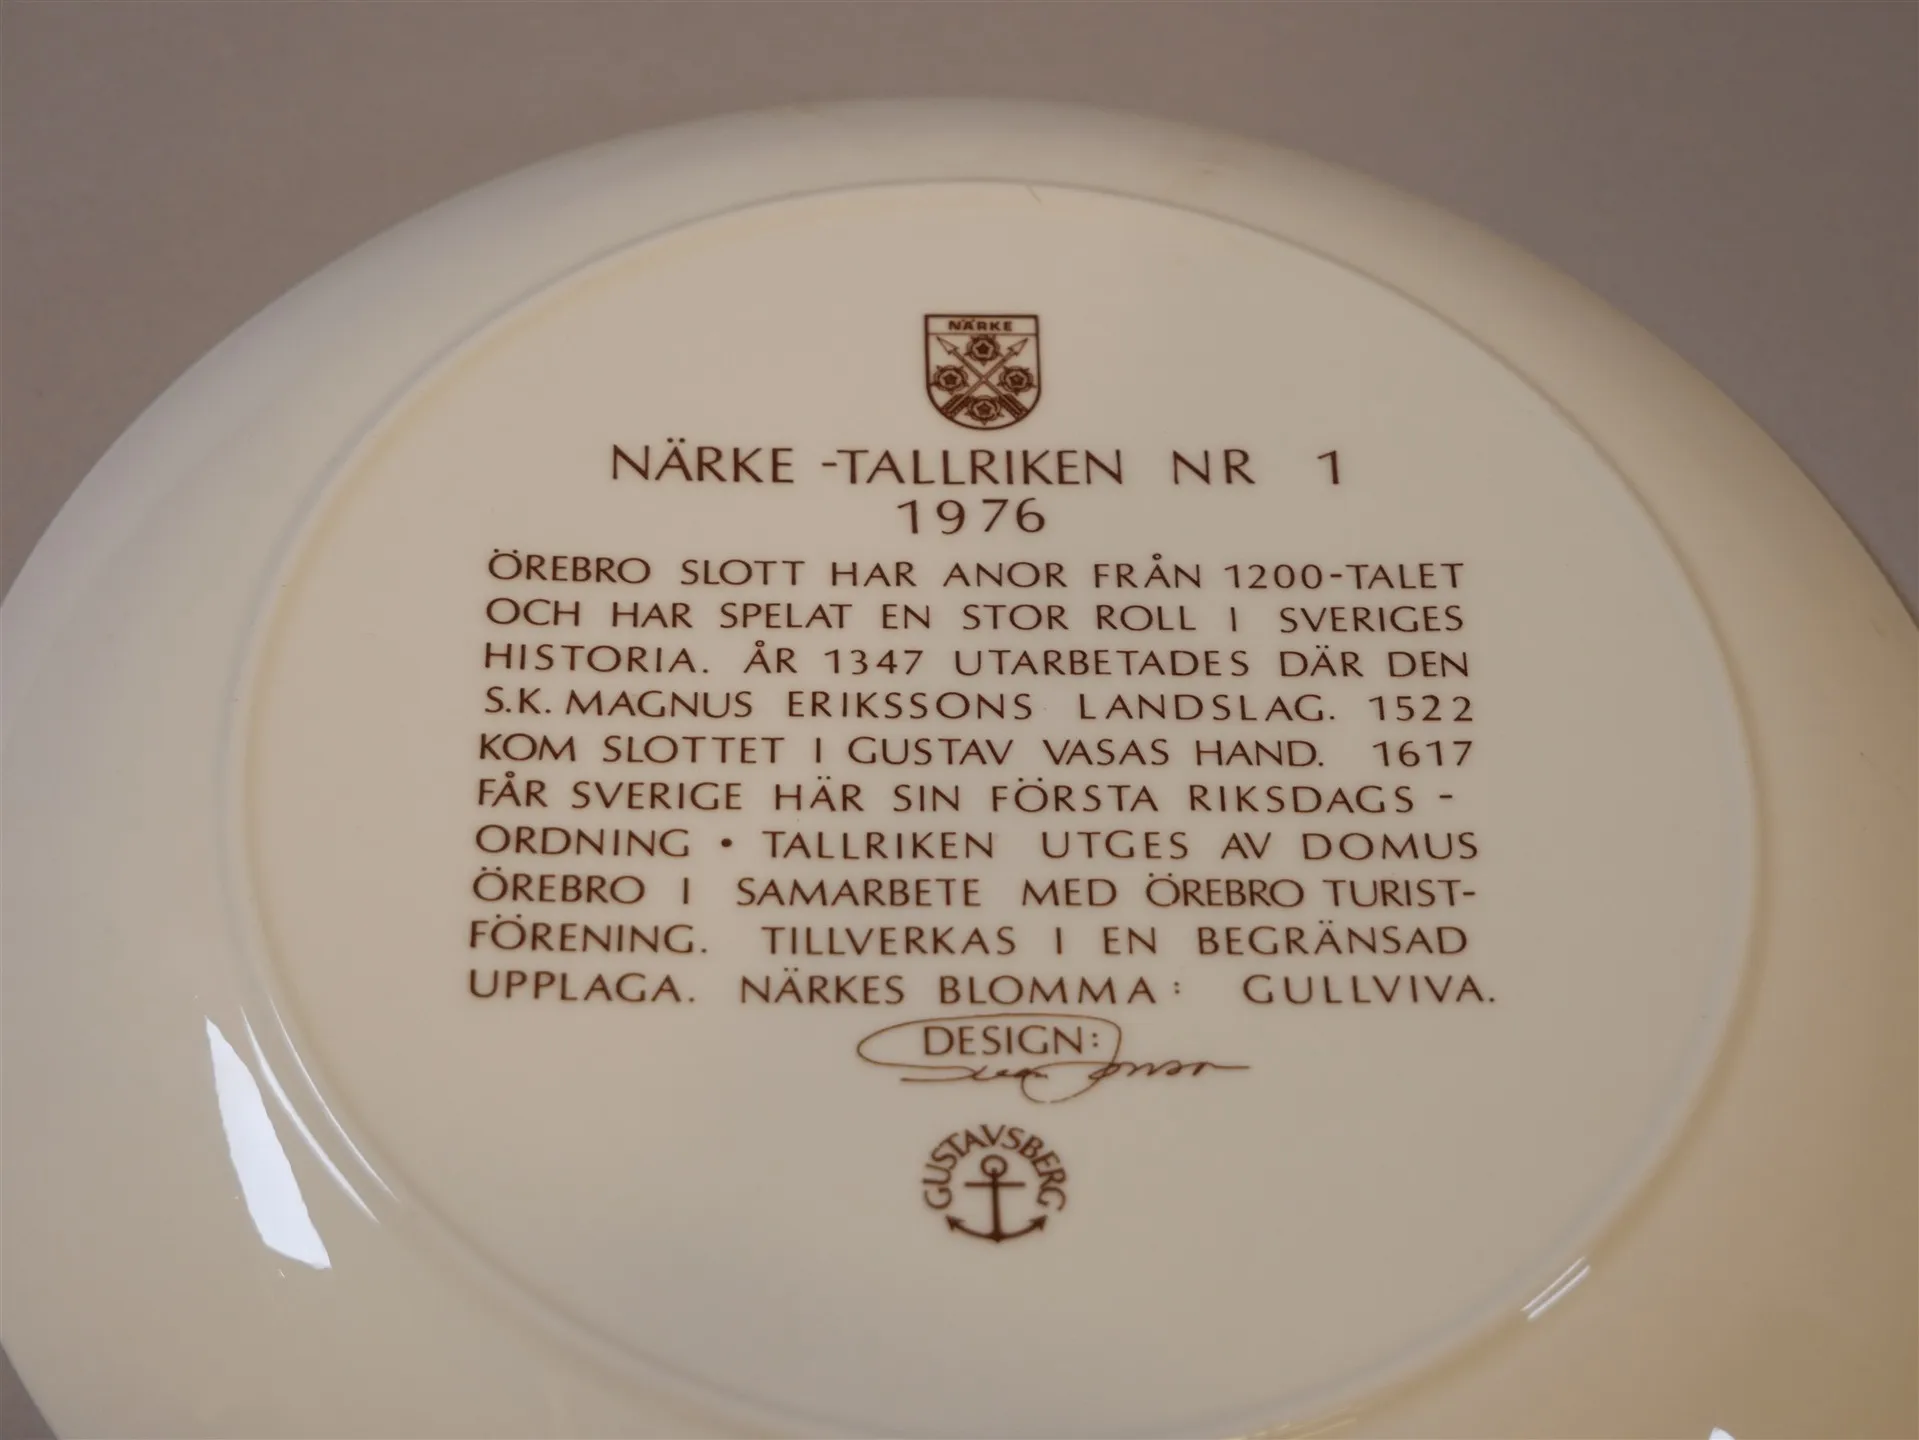 NÄRKE
NÄRKE -TALLRIKEN NR 1
1976
ÖREBRO SLOTT HAR ANOR FRÅN 1200-TALET
OCH HAR SPELAT EN STOR ROLL I SVERIGES
HISTORIA. ÅR 1347 UTARBETADES DÄR DEN
S.K. MAGNUS ERIKSSONS LANDSLAG. 1522
KOM SLOTTET I GUSTAV VASAS HAND. 1617
FÅR SVERIGE HÄR SIN FÖRSTA RIKSDAGS -
ORDNING • TALLRIKEN UTGES AV DOMUS
ÖREBRO I SAMARBETE MED ÖREBRO TURIST-
FÖRENING. TILLVERKAS I EN BEGRÄNSAD
UPPLAGA. NÄRKES BLOMMA: GULLVIVA.
DESIGN:
Sven Jonson
GUSTAVSBERG